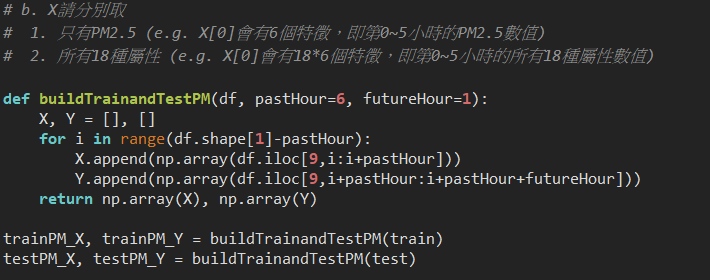 # b. X請分別取
#  1. 只有PM2.5 (e.g. X[0]會有6個特徵，即第0~5小時的PM2.5數值)
#  2. 所有18種屬性 (e.g. X[0]會有18*6個特徵，即第0~5小時的所有18種屬性數值)
def buildTrainandTestPM(df, pastHour=6, futureHour=1):
    X, Y = [], []
    for i in range(df.shape[1]-pastHour):
        X.append(np.array(df.iloc[9,i:i+pastHour]))
        Y.append(np.array(df.iloc[9,i+pastHour:i+pastHour+futureHour]))
    return np.array(X), np.array(Y)
trainPM_X, trainPM_Y = buildTrainandTestPM(train)
testPM_X, testPM_Y = buildTrainandTestPM(test)